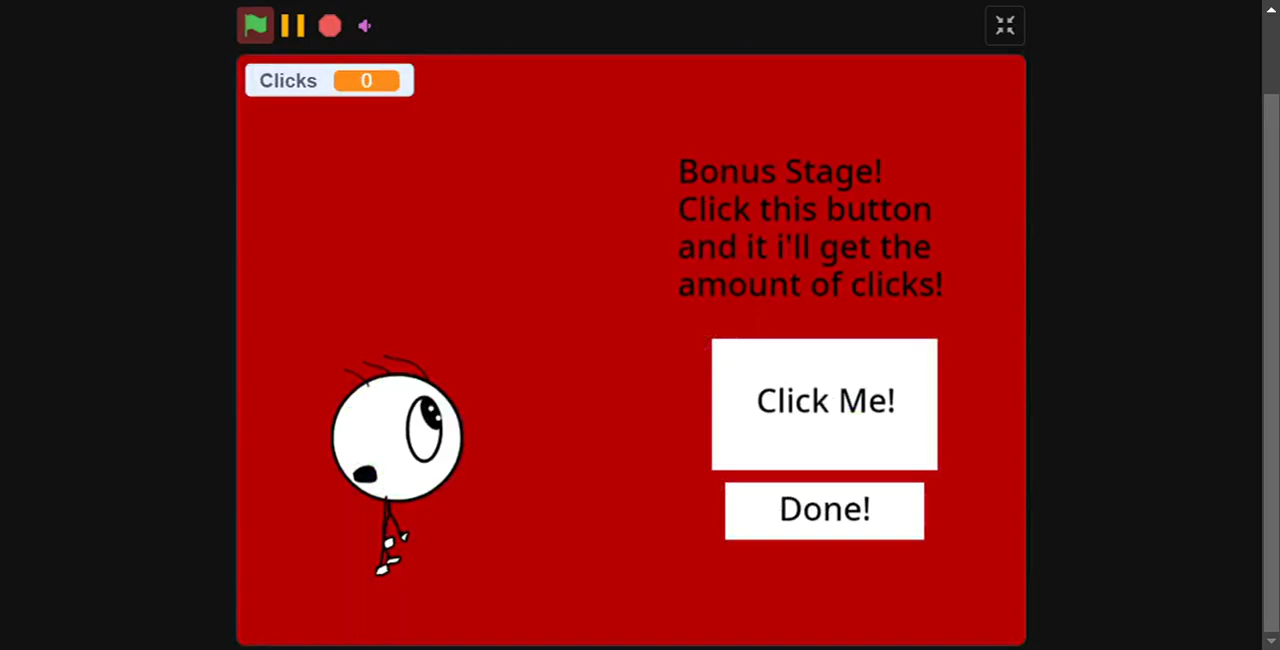 Clicks 0
Bonus Stage!
Click this button
and it i'll get the
amount of clicks!
Click Me!
Done!